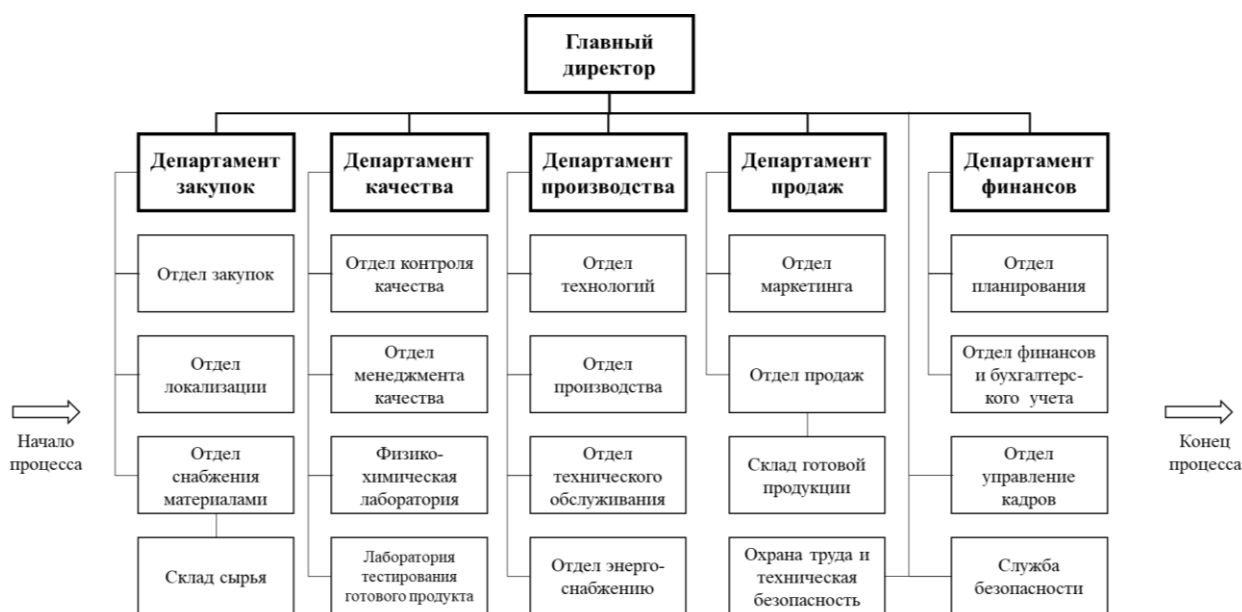 Главный
директор
Департамент
закупок
Департамент
качества
Департамент
производства
Департамент
продаж
Департамент
финансов
Отдел закупок
Отдел контроля
качества
Отдел
технологий
Отдел
маркетинга
Отдел
планирования
Отдел
локализации
Отдел
менеджмента
качества
Отдел
производства
Отдел продаж
Отдел финансов
и бухгалтерс-
кого учета
Начало
процесса
Отдел
снабжения
материалами
Физико-
химическая
лаборатория
Отдел
технического
обслуживания
Склад готовой
продукции
Отдел
управление
кадров
Конец
процесса
Склад сырья
Лаборатория
тестирования
готового продукта
Отдел энерго-
снабжению
Охрана труда и
техническая
безопасность
Служба
безопасности